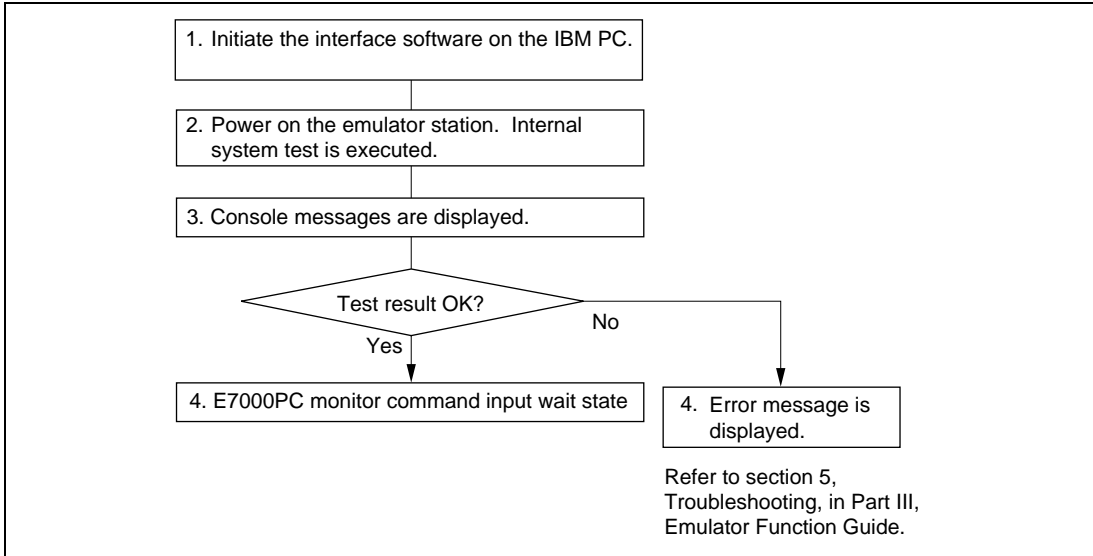 1. Initiate the interface software on the IBM PC.
2. Power on the emulator station. Internal
system test is executed.
3. Console messages are displayed.
Test result OK?
No
Yes
4. E7000PC monitor command input wait state
4. Error message is
displayed.
Refer to section 5,
Troubleshooting, in Part III,
Emulator Function Guide.